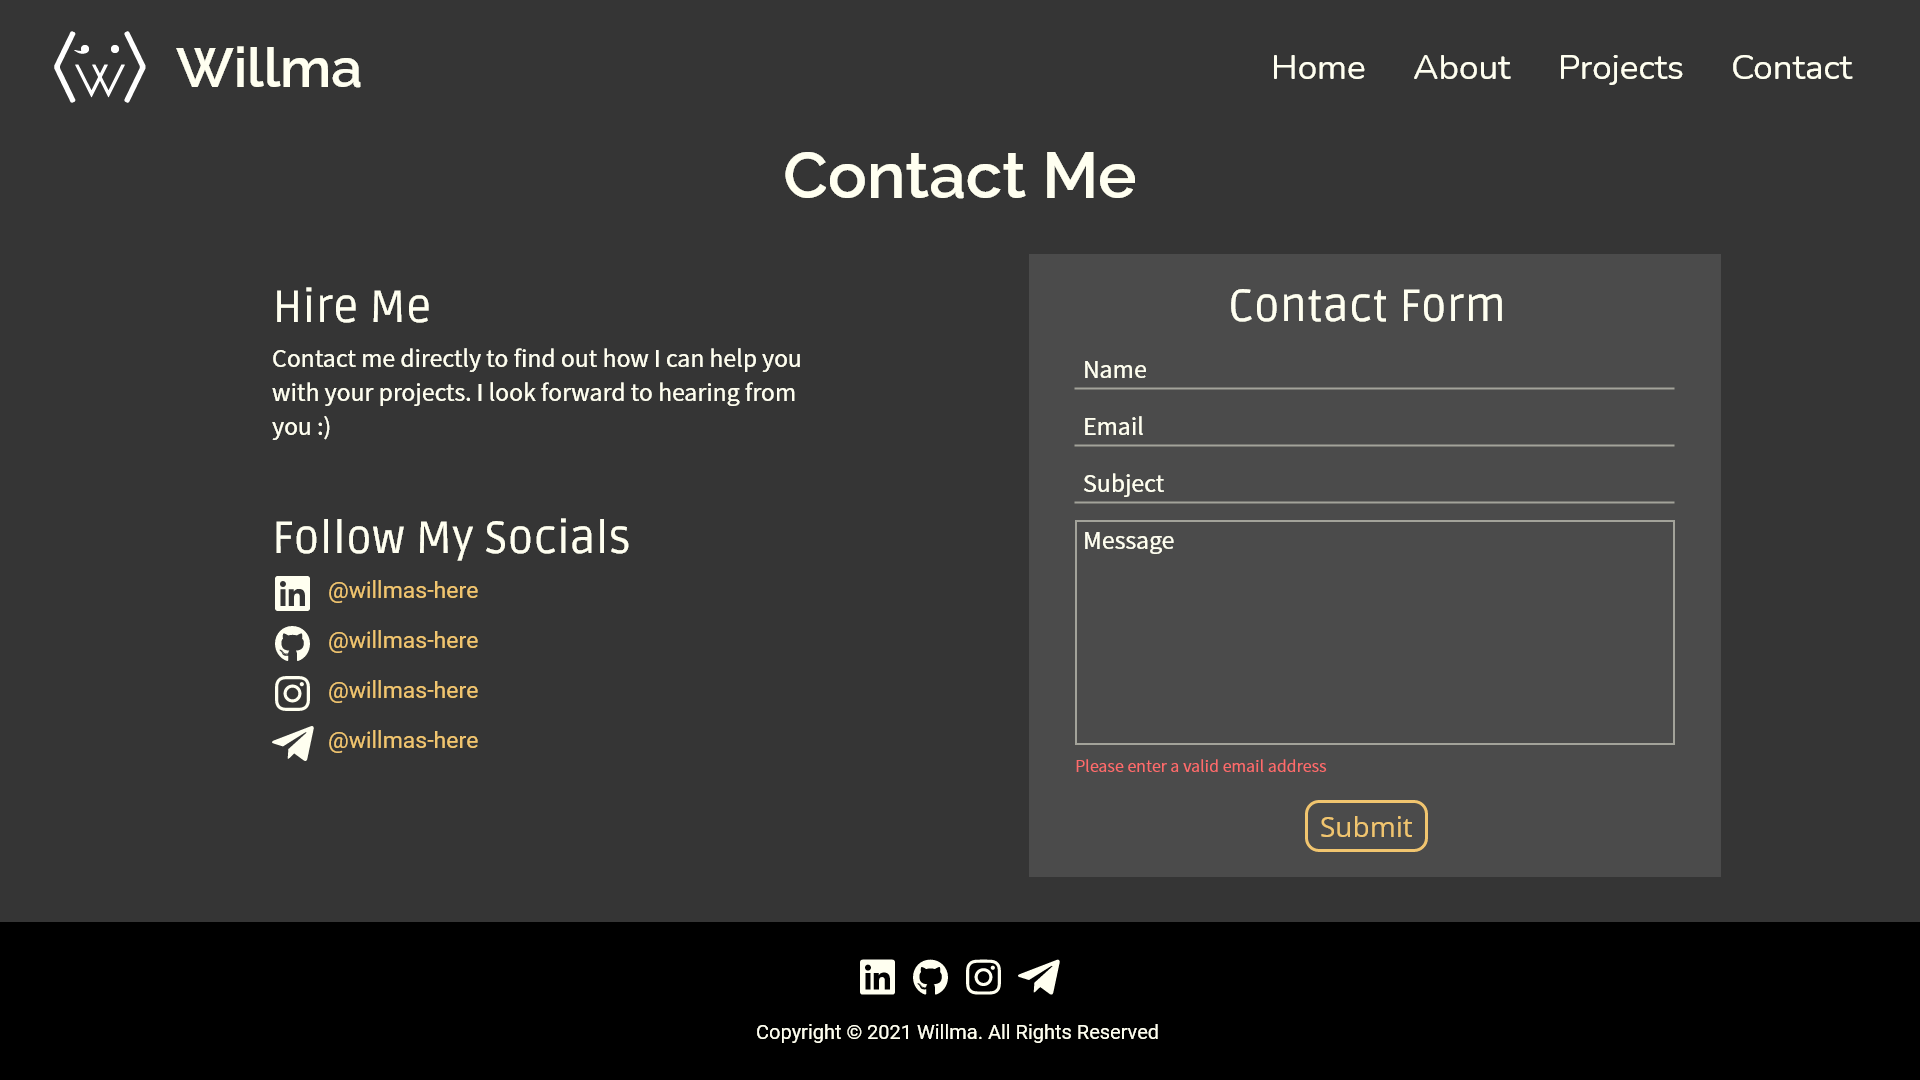 Willma
Home About Projects Contact
Contact Me
Hire Me
Contact me directly to find out how I can help you
with your projects. I look forward to hearing from
you :)
Follow My Socials
@willmas-here
@willmas-here
@willmas-here
@willmas-here
Contact Form
Name
Email
Subject
Message
Please enter a valid email address
Submit
Copyright © 2021 Willma. All Rights Reserved